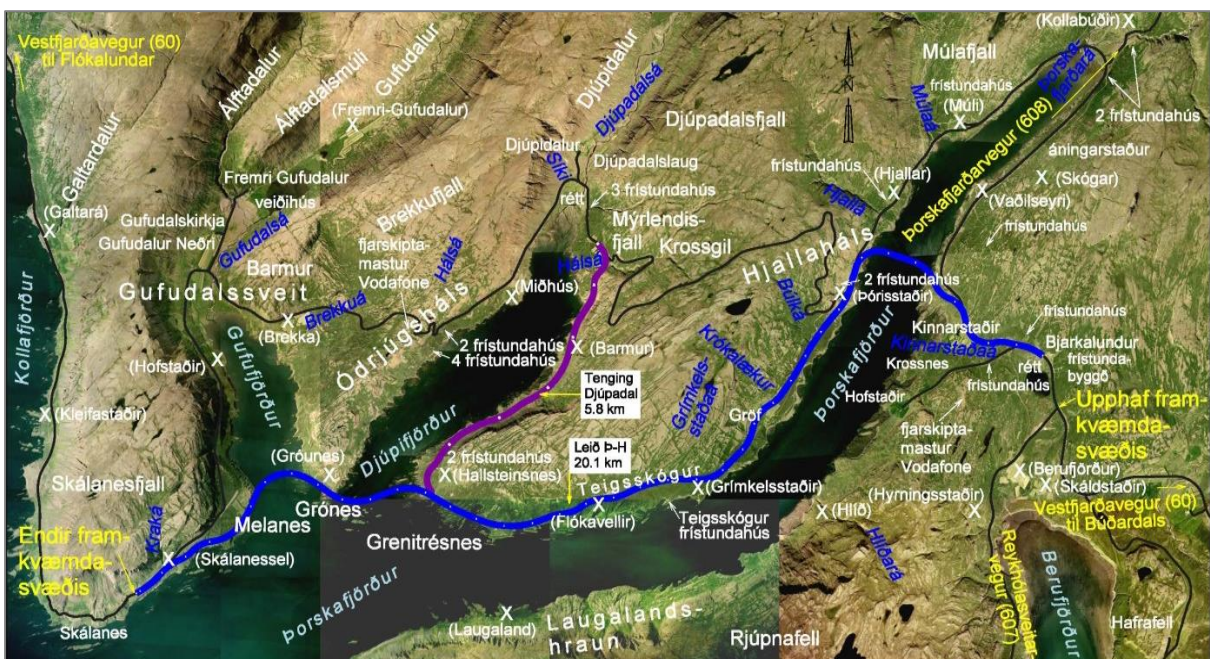 Vestfjarðavegur (60)
til Flókalundar
Álftadalur
Álftadalsmúli
Gufudalur
(Fremri-Gufudalur)
Djúpidalur
Djúpadalsá
Múlafjall
(Kollabúðir)
Þorska-
fjarðará
frístundahús
(Múli)
Múlaá
Þorskafjarðarvegur (608)
2 frístundahús
áningarstaður
(Skógar)
Djúpadalsfjall
Djúpidalur
Djúpadalslaug
Síki
3 frístundahús
rétt
frístundahús
(Hjallar)
(Vaðilseyri)
frístundahús
Galtardalur
(Galtará)
Fremri Gufudalur
veiðihús
Gufudalskirkja
Gufudalur Neðri
Gufudalsá
Brekkufjall
fjarskipta-
mastur
Vodafone
Hálsá
Mýrlendis-
fjall
Krossgil
Hjallá
Hjallaháls
Barmur
Gufudalssveit
Brekkuá
(Brekka)
Ódrjúgsháls
(Miðhús)
Hálsá
Búlká
2 frístundahús
(Þórisstaðir)
Kollafjörður
(Hofstaðir)
Gufufjörður
2 frístundahús
4 frístundahús
(Barmur)
Kinnarstaðir
Kinnarstaðaá
Krossnes
frístundahús
Bjarkalundur
frístunda-
byggð
rétt
frístundahús
Hofstaðir
Tenging
Djúpadal
5.8 km
Krókalækur
Grímkels-
staðaá
Gröf
Þorskafjörður
(Kleifastaðir)
Djúpifjörður
Leið Þ-H
20.1 km
Upphaf fram-
kvæmda-
svæðis
fjarskipta-
mastur
Vodafone
Skálanesfjall
(Gróunes)
2 frístundahús
(Hallsteinsnes)
Teigsskógur
(Grímkelsstaðir)
(Berufjörður)
(Skáldstaðir)
Vestfjarðavegur (60)
til Búðardals
Kraka
Melanes
Grónes
(Flókavellir)
Teigsskógur
frístundahús
(Hyrningsstaðir)
(Hlíð)
Endir fram-
kvæmda-
svæðis
(Skálanessel)
Grenitrésnes
Hlíðará
Reykhólasveitar-
vegur (607)
Berufjörður
Skálanes
Þorskafjörður
(Laugaland)
Laugalands-
hraun
Rjúpnafell
Hafrafell
N